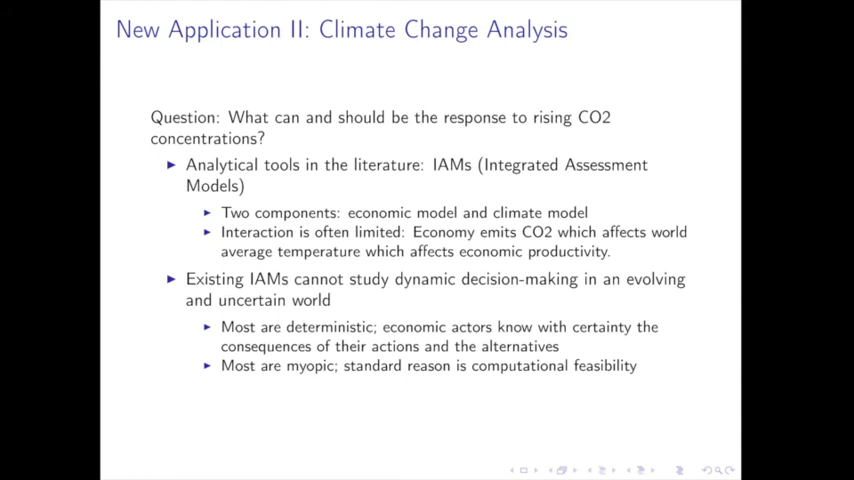 New Application II: Climate Change Analysis
Question: What can and should be the response to rising CO2
concentrations?
Analytical tools in the literature: IAMs (Integrated Assessment
Models)
Two components: economic model and climate model
Interaction is often limited: Economy emits CO2 which affects world
average temperature which affects economic productivity.
Existing IAMs cannot study dynamic decision-making in an evolving
and uncertain world
Most are deterministic; economic actors know with certainty the
consequences of their actions and the alternatives
Most are myopic; standard reason is computational feasibility